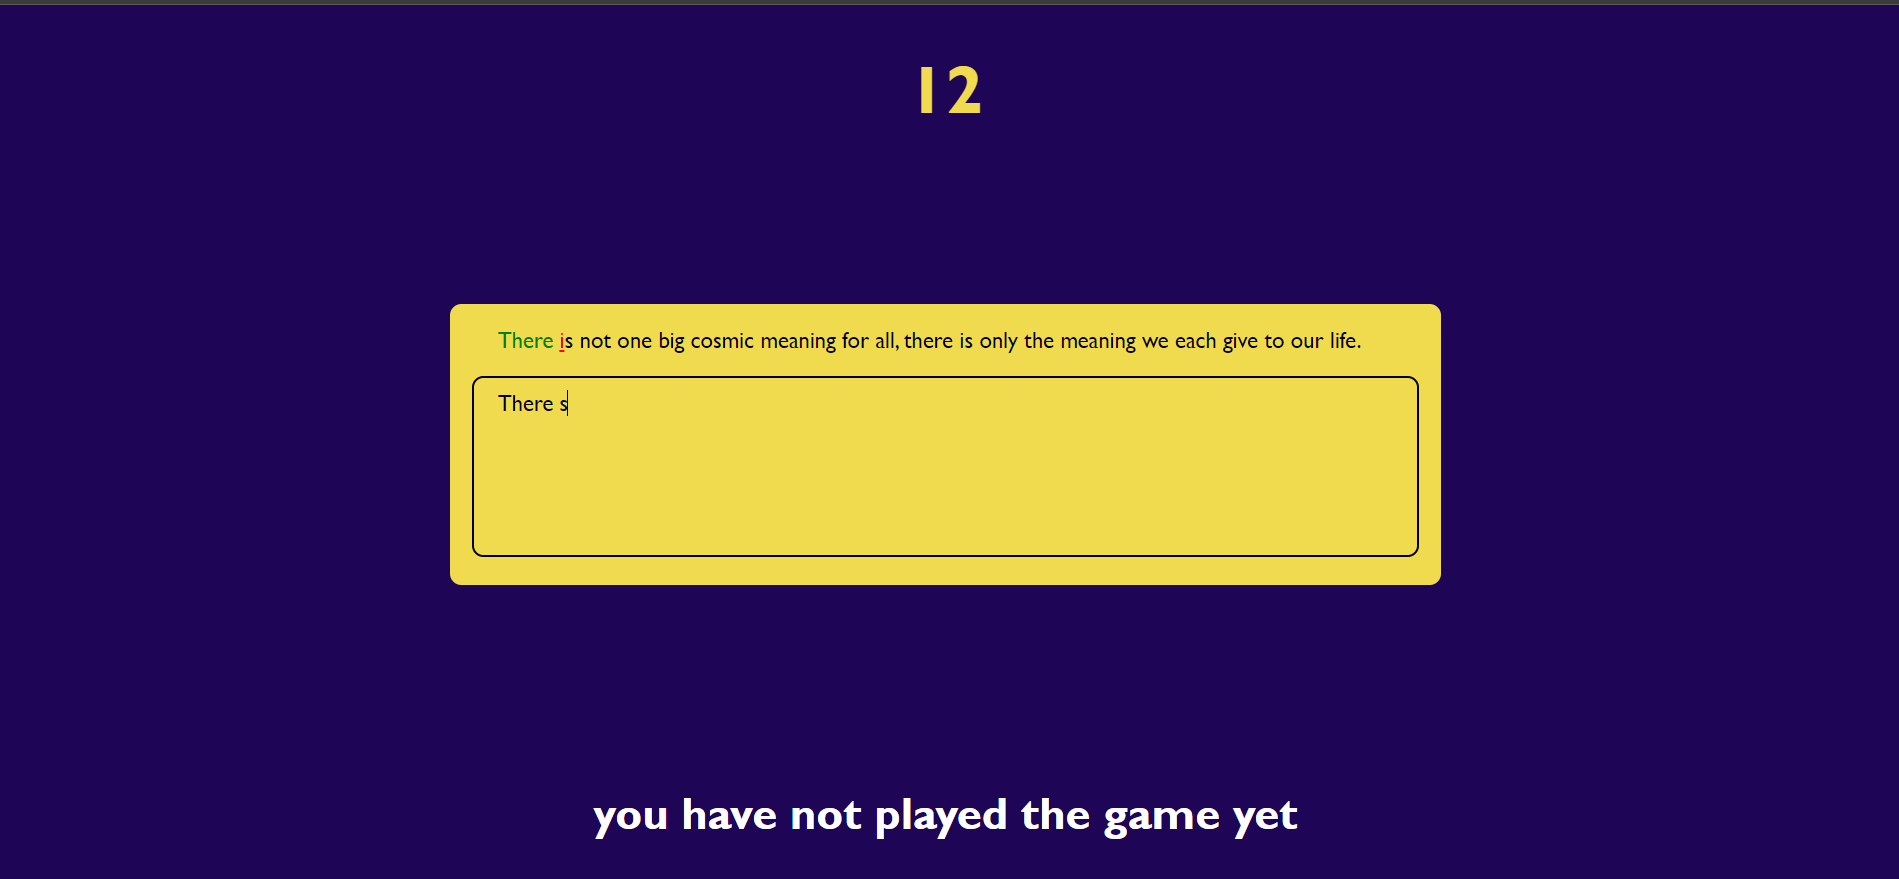 12
There is not one big cosmic meaning for all, there is only the meaning we each give to our life.
There s
you have not played the game yet